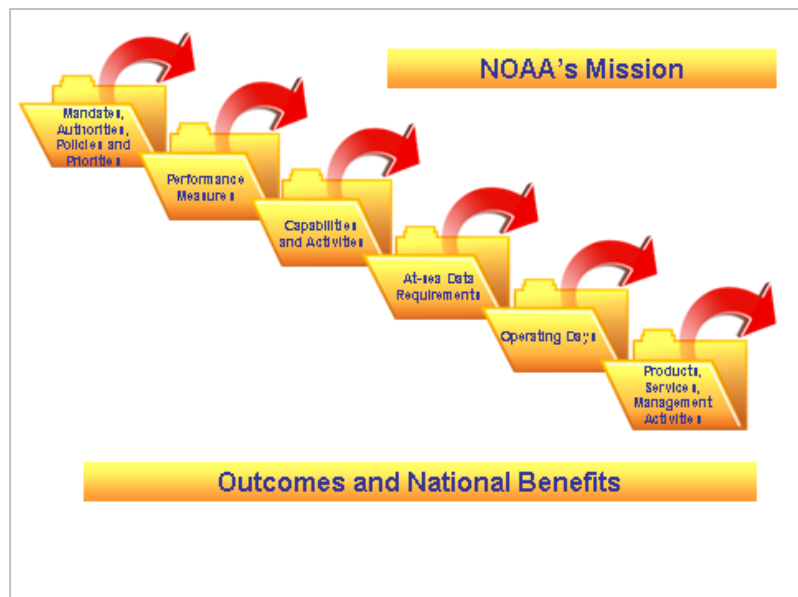 NOAA's Mission
Mandates,
Authorities,
Policies and
Priorities
Performance
Measures
Capabilities
and Activities
At-sea Data
Requirements
Operating Days
Products,
Services,
Management
Activities
Outcomes and National Benefits